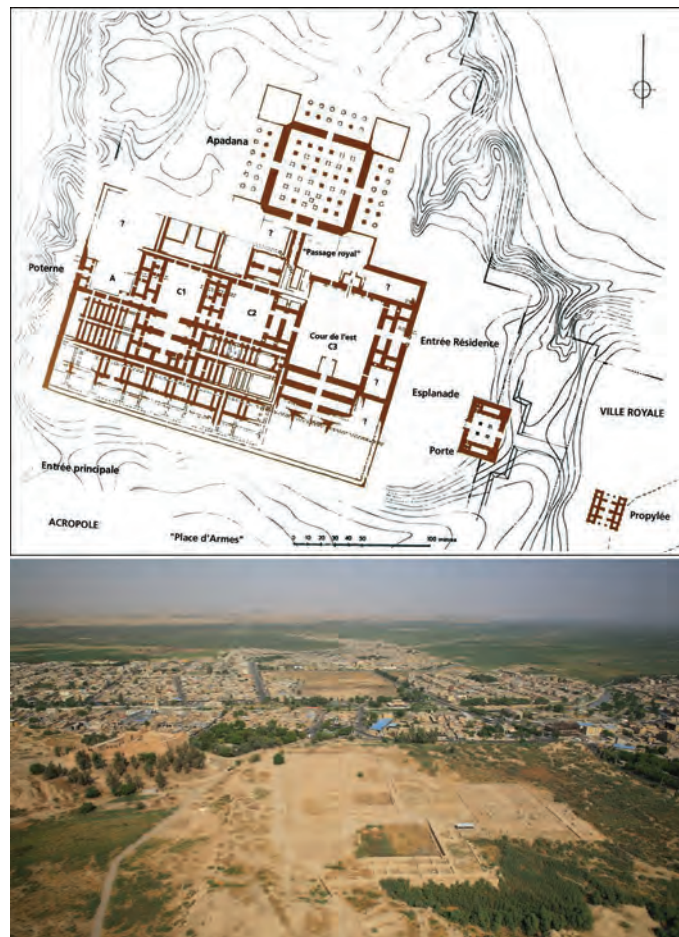 Apadana
?
?
"Passage royal"
?
Poterne
A
C1
C2
Cour de l'est
C3
Entrée Résidence
?
Esplanade
VILLE ROYALE
Porte
Entrée principale
Propylée
ACROPOLE
"Place d'Armes"
0 10 20 30 40 50 100